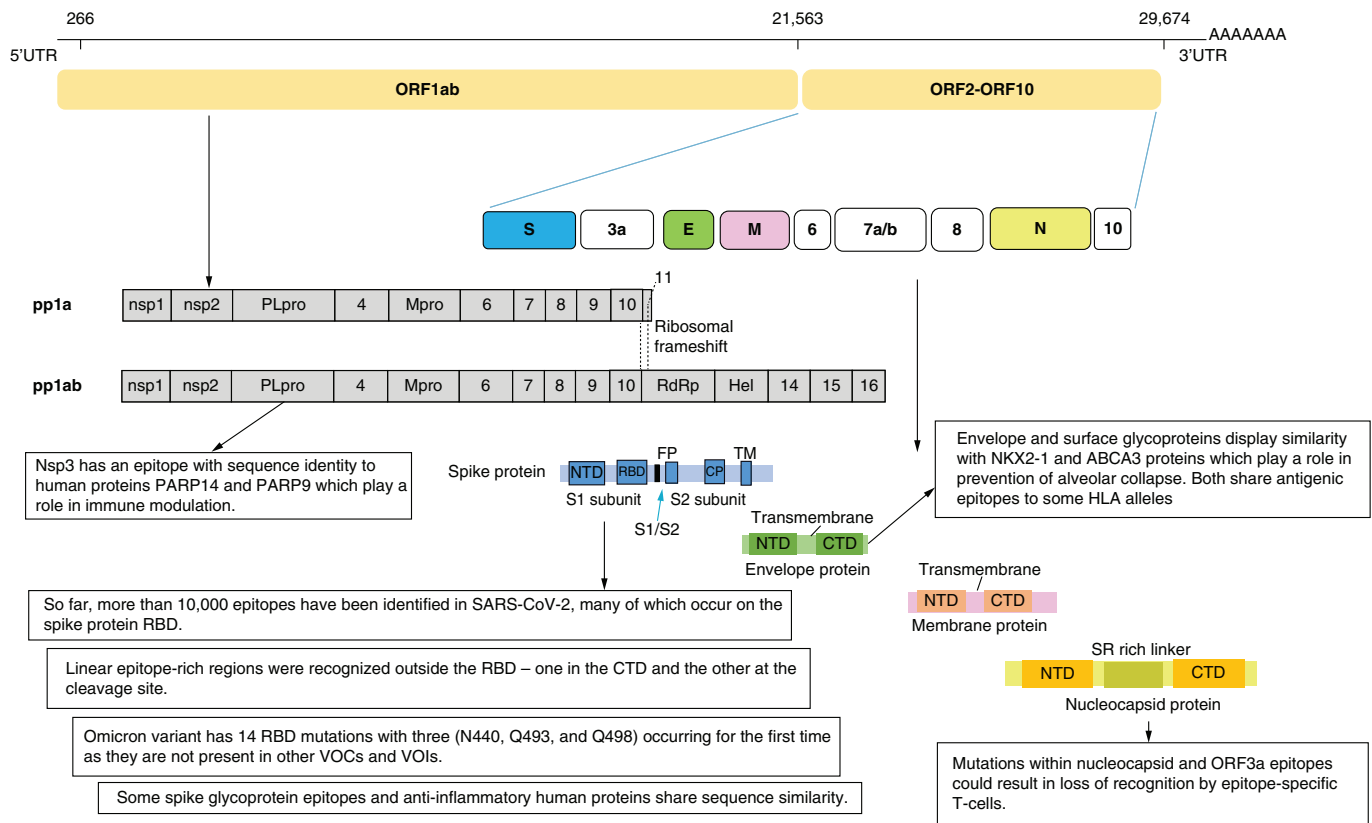 266 21,563 29,674
AAAAAAA
5'UTR 3'UTR
ORF1ab ORF2-ORF10
S 3a E M 6 7a/b 8 N 10
11
pp1a nsp1 nsp2 PLpro 4 Mpro 6 7 8 9 10
Ribosomal
frameshift
pp1ab nsp1 nsp2 PLpro 4 Mpro 6 7 8 9 10 RdRp Hel 14 15 16
Nsp3 has an epitope with sequence identity to
human proteins PARP14 and PARP9 which play a
role in immune modulation.
FP TM
Spike protein NTD RBD CP
S1 subunit S2 subunit
S1/S2
Envelope and surface glycoproteins display similarity
with NKX2-1 and ABCA3 proteins which play a role in
prevention of alveolar collapse. Both share antigenic
epitopes to some HLA alleles
Transmembrane
NTD CTD
Envelope protein
Transmembrane
NTD CTD
Membrane protein
SR rich linker
NTD CTD
Nucleocapsid protein
So far, more than 10,000 epitopes have been identified in SARS-CoV-2, many of which occur on the
spike protein RBD.
Linear epitope-rich regions were recognized outside the RBD – one in the CTD and the other at the
cleavage site.
Omicron variant has 14 RBD mutations with three (N440, Q493, and Q498) occurring for the first time
as they are not present in other VOCs and VOIs.
Some spike glycoprotein epitopes and anti-inflammatory human proteins share sequence similarity.
Mutations within nucleocapsid and ORF3a epitopes
could result in loss of recognition by epitope-specific
T-cells.